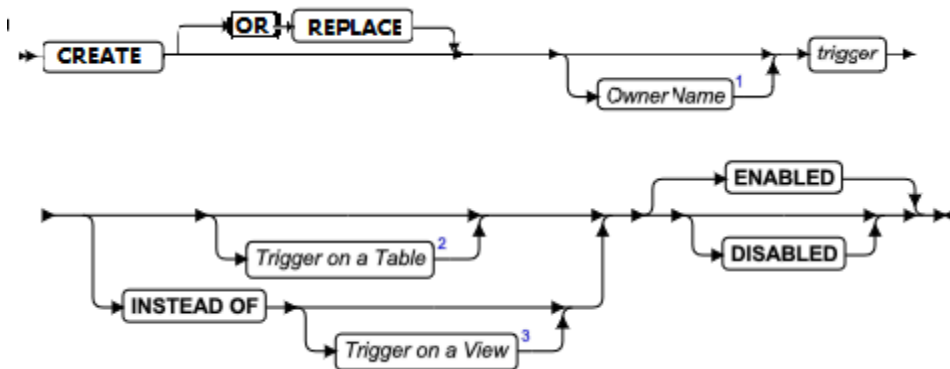 OR REPLACE
CREATE
trigger
Owner Name 1
ENABLED
Trigger on a Table 2
DISABLED
INSTEAD OF
Trigger on a View 3